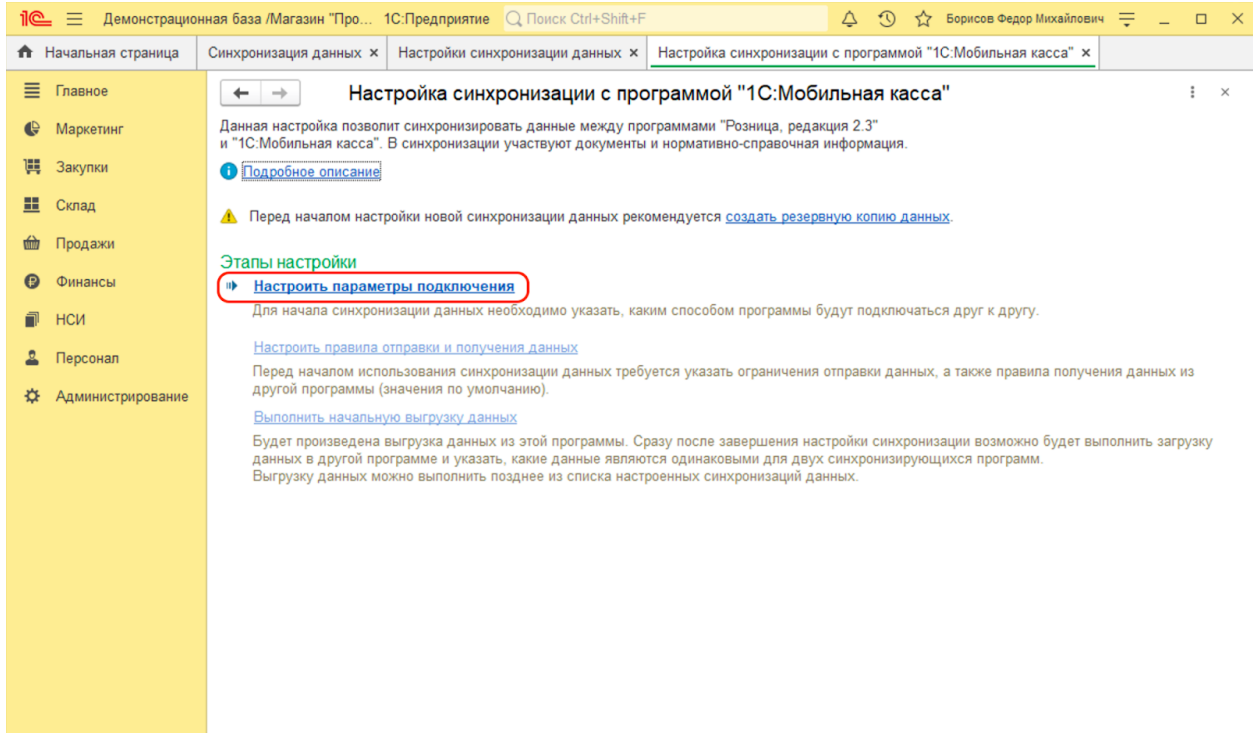 1С Демонстрационная база /Магазин "Про... 1С:Предприятие Поиск Ctrl+Shift+F Борисов Федор Михайлович
Начальная страница Синхронизация данных × Настройки синхронизации данных × Настройка синхронизации с программой "1С:Мобильная касса" ×
Главное
Маркетинг
Закупки
Склад
Продажи
Финансы
НСИ
Персонал
Администрирование
Настройка синхронизации с программой "1С:Мобильная касса"
Данная настройка позволит синхронизировать данные между программами "Розница, редакция 2.3"
и "1С:Мобильная касса". В синхронизации участвуют документы и нормативно-справочная информация.
Подробное описание
Перед началом настройки новой синхронизации данных рекомендуется создать резервную копию данных.
Этапы настройки
Настроить параметры подключения
Для начала синхронизации данных необходимо указать, каким способом программы будут подключаться друг к другу.
Настроить правила отправки и получения данных
Перед началом использования синхронизации данных требуется указать ограничения отправки данных, а также правила получения данных из
другой программы (значения по умолчанию).
Выполнить начальную выгрузку данных
Будет произведена выгрузка данных из этой программы. Сразу после завершения настройки синхронизации возможно будет выполнить загрузку
данных в другой программе и указать, какие данные являются одинаковыми для двух синхронизирующихся программ.
Выгрузку данных можно выполнить позднее из списка настроенных синхронизаций данных.